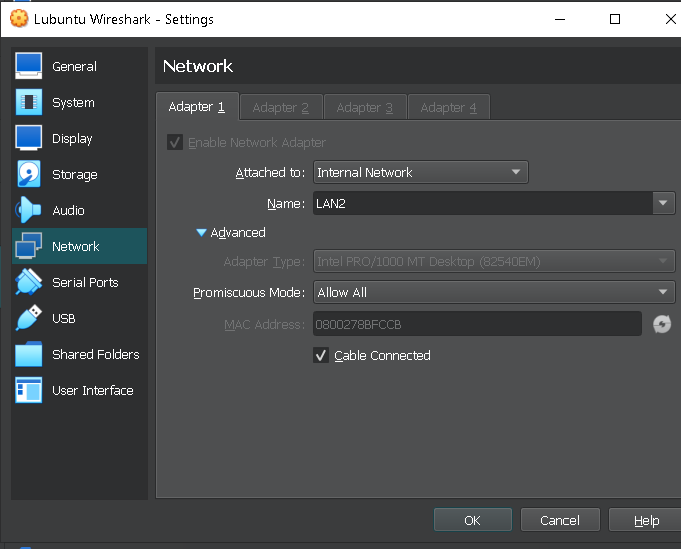 Lubuntu Wireshark - Settings
General
System
Display
Storage
Audio
Network
Serial Ports
USB
Shared Folders
User Interface
Network
Adapter 1
Adapter 2
Adapter 3
Adapter 4
Enable Network Adapter
Attached to: Internal Network
Name: LAN2
Advanced
Adapter Type: Intel PRO/1000 MT Desktop (82540EM)
Promiscuous Mode: Allow All
MAC Address: 0800278BFCCB
Cable Connected
OK Cancel Help